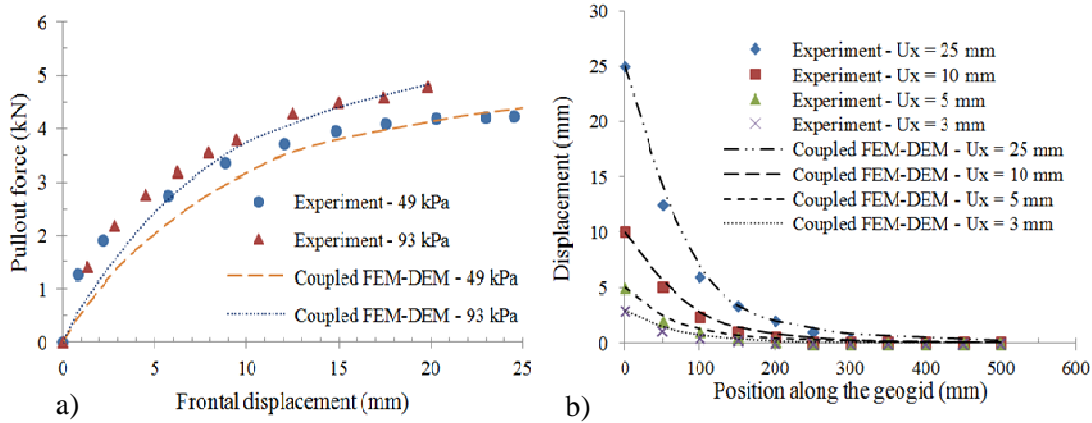 6
5
4
3
2
1
0
Pullout force (kN)
Experiment - 49 kPa
Experiment - 93 kPa
Coupled FEM-DEM - 49 kPa
Coupled FEM-DEM - 93 kPa
0 5 10 15 20 25
Frontal displacement (mm)
a)
30
25
20
15
10
5
0
Displacement (mm)
Experiment - Ux = 25 mm
Experiment - Ux = 10 mm
Experiment - Ux = 5 mm
Experiment - Ux = 3 mm
Coupled FEM-DEM - Ux = 25 mm
Coupled FEM-DEM - Ux = 10 mm
Coupled FEM-DEM - Ux = 5 mm
Coupled FEM-DEM - Ux = 3 mm
0 100 200 300 400 500 600
Position along the geogid (mm)
b)